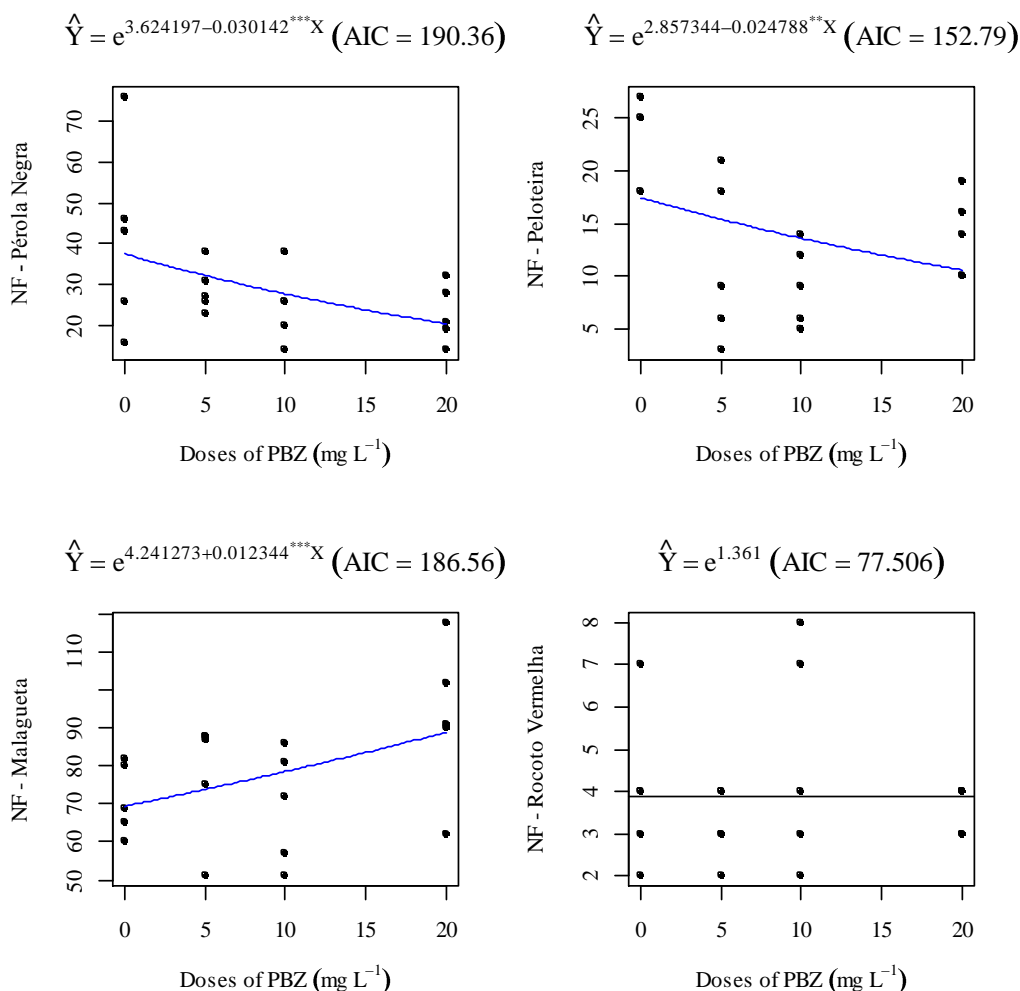 Ŷ = e^3.624197−0.030142***X (AIC = 190.36)
NF - Pérola Negra
70
60
50
40
30
20
0 5 10 15 20
Doses of PBZ (mg L^−1)
Ŷ = e^2.857344−0.024788**X (AIC = 152.79)
NF - Peloteira
25
20
15
10
5
0 5 10 15 20
Doses of PBZ (mg L^−1)
Ŷ = e^4.241273+0.012344***X (AIC = 186.56)
NF - Malagueta
110
90
80
70
60
50
0 5 10 15 20
Doses of PBZ (mg L^−1)
Ŷ = e^1.361 (AIC = 77.506)
NF - Rocoto Vermelha
8
7
6
5
4
3
2
0 5 10 15 20
Doses of PBZ (mg L^−1)